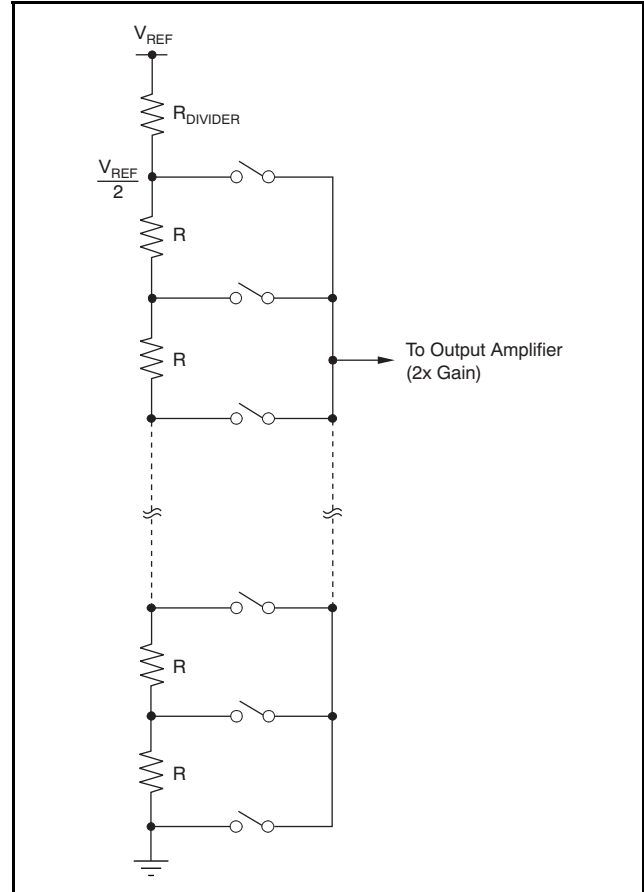 V_REF
R_DIVIDER
V_REF
2
R
R
To Output Amplifier
(2x Gain)
R
R